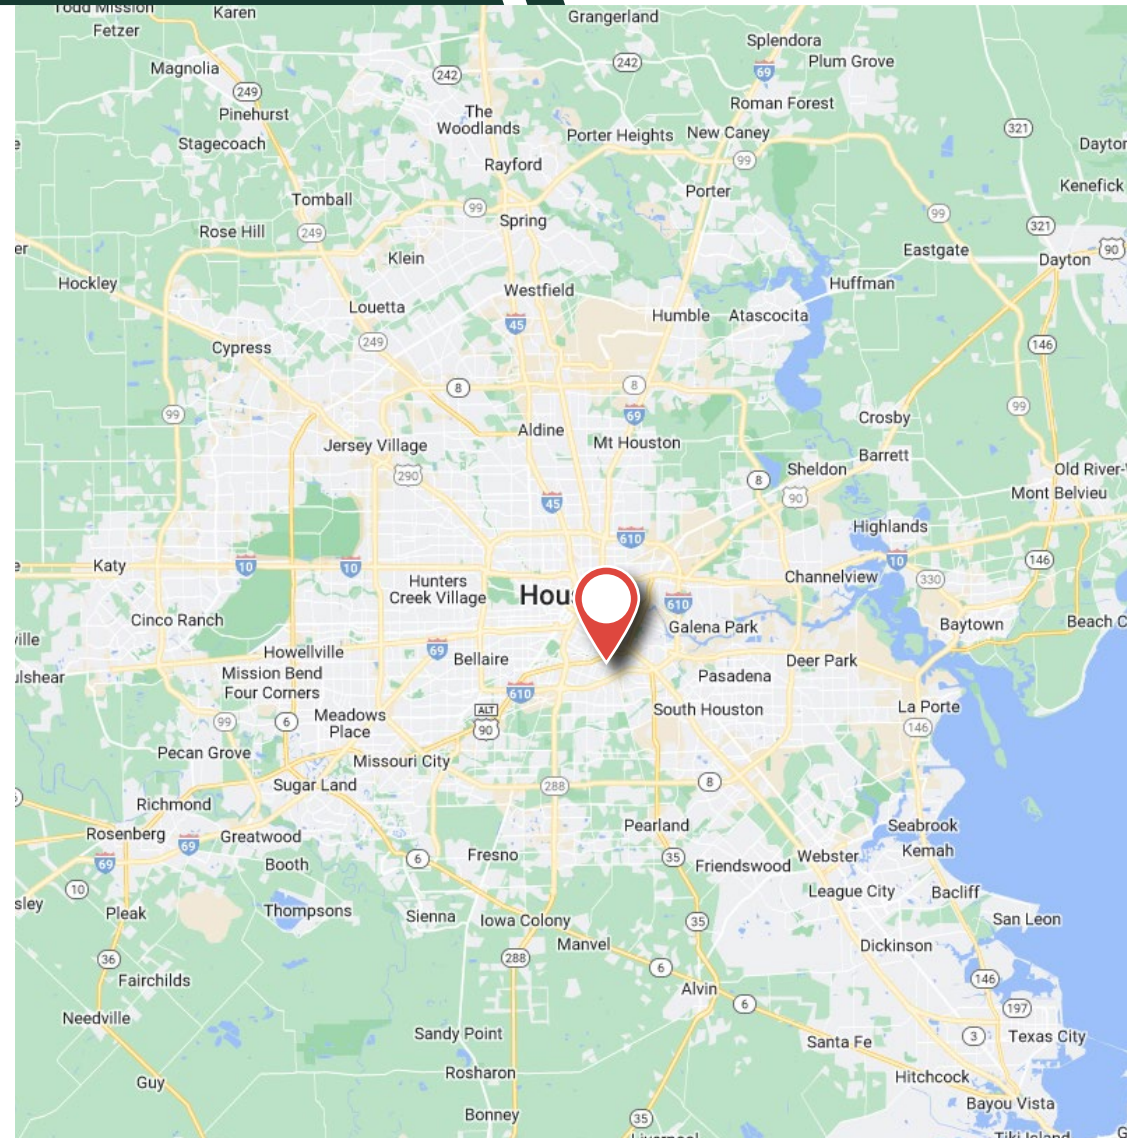 Todd Mission
Karen
Grangerland
Fetzer
Splendora
Plum Grove
Magnolia
242
242
69
249
Roman Forest
Pinehurst
The
Woodlands
Porter Heights
New Caney
321
Stagecoach
99
Rayford
Kenefick
Tomball
Porter
99
99
249
Spring
321
Rose Hill
Eastgate
90
Klein
Dayton
Hockley
Westfield
Huffman
Louetta
Humble
Atascocita
45
249
146
Cypress
8
8
99
69
99
Crosby
Aldine
Mt Houston
Jersey Village
Barrett
290
Sheldon
8
90
Mont Belvieu
45
Highlands
610
10
146
Katy
10
10
Hunters
Creek Village
Channelview
330
610
Cinco Ranch
Galena Park
Baytown
Howellville
69
Bellaire
Deer Park
Mission Bend
Pasadena
Four Corners
610
La Porte
99
6
Meadows
Place
ALT
90
South Houston
146
Pecan Grove
Missouri City
Sugar Land
288
8
Richmond
Rosenberg
Greatwood
Pearland
Seabrook
69
69
Booth
6
Fresno
35
Friendswood
Webster
Kemah
10
League City
Bacliff
Pleak
Thompsons
Sienna
Iowa Colony
35
San Leon
Manvel
Dickinson
36
288
6
Fairchilds
Alvin
6
146
197
Needville
Sandy Point
Santa Fe
3
Texas City
Guy
Rosharon
Hitchcock
Bonney
35
Bayou Vista
Tiki Island